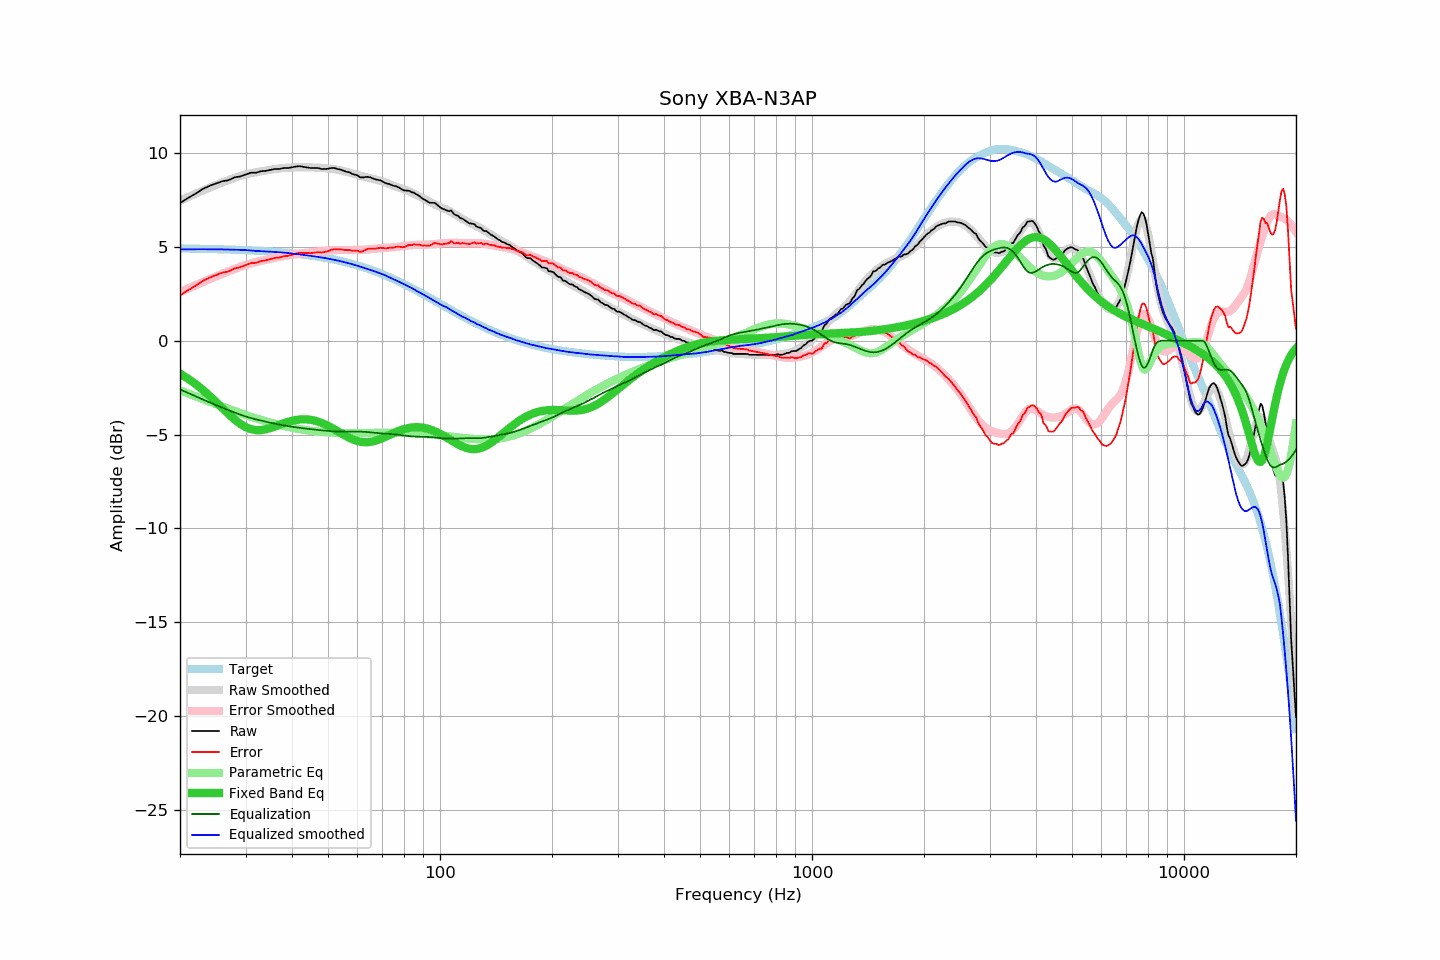 Sony XBA-N3AP
Amplitude (dBr)
10
5
0
−5
−10
−15
−20
−25
Target
Raw Smoothed
Error Smoothed
Raw
Error
Parametric Eq
Fixed Band Eq
Equalization
Equalized smoothed
100 1000 10000
Frequency (Hz)